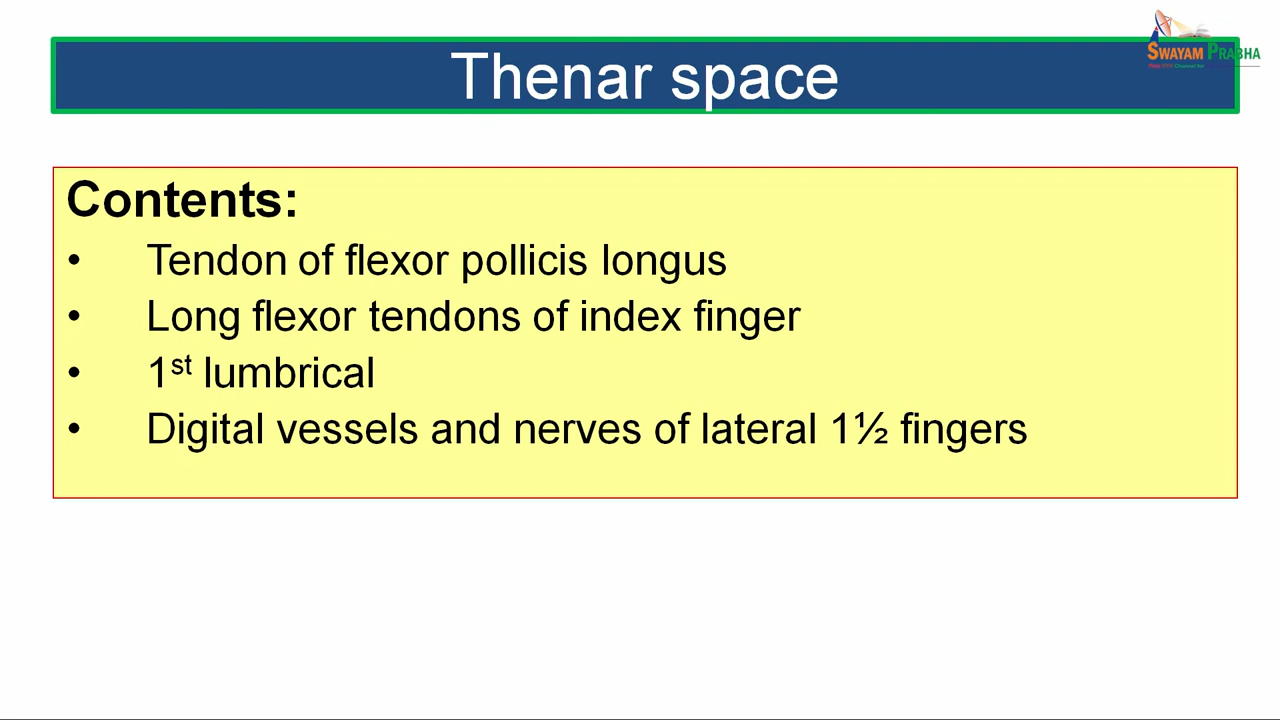 SWAYAM PRABHA
Thenar space
Contents:
• Tendon of flexor pollicis longus
• Long flexor tendons of index finger
• 1st lumbrical
• Digital vessels and nerves of lateral 1½ fingers